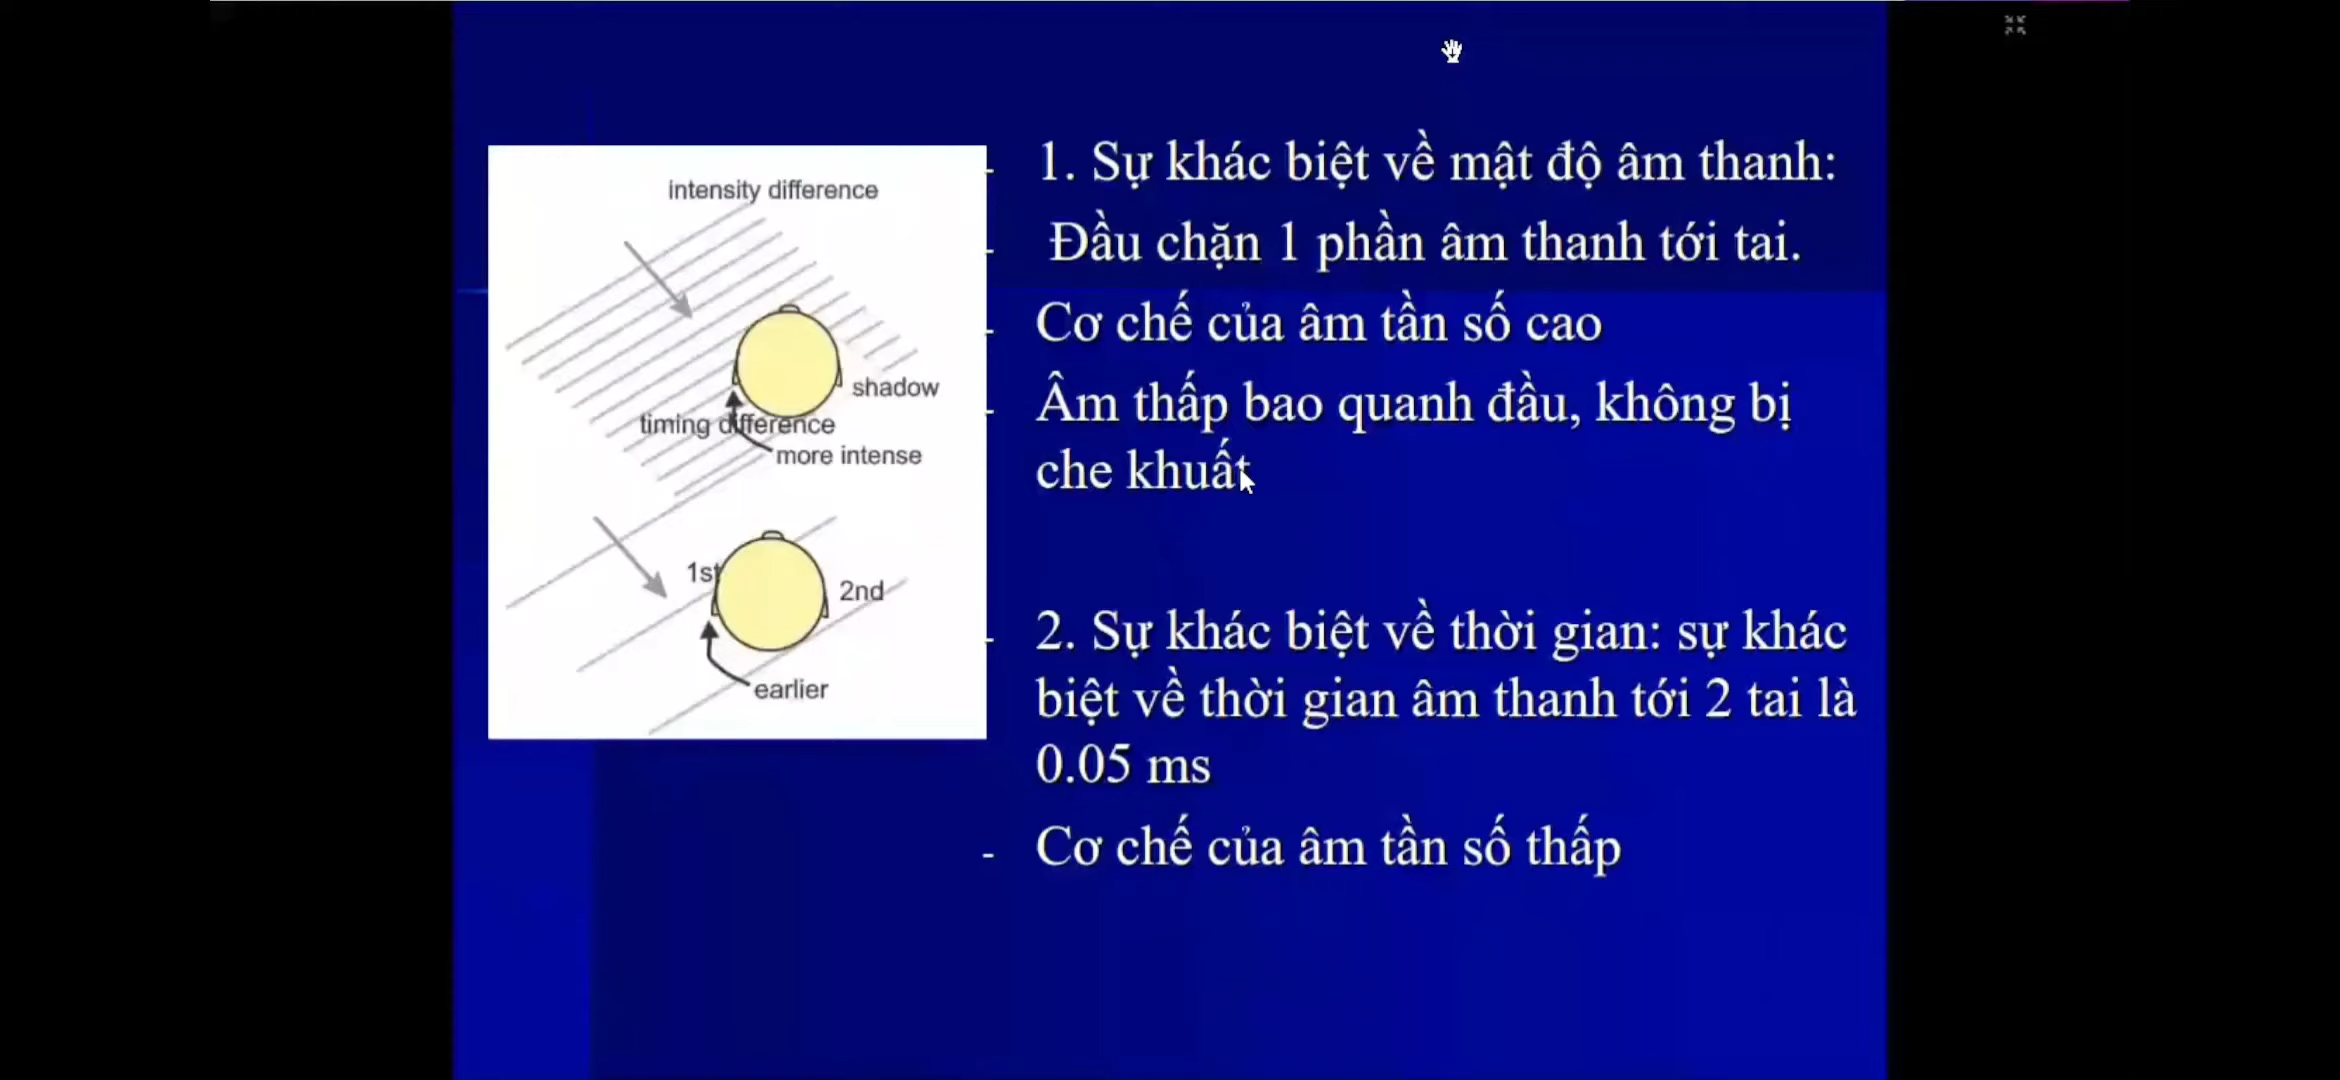 intensity difference
shadow
timing difference
more intense
1st
2nd
earlier
- 1. Sự khác biệt về mật độ âm thanh:
- Đầu chặn 1 phần âm thanh tới tai.
- Cơ chế của âm tần số cao
- Âm thấp bao quanh đầu, không bị
che khuất
- 2. Sự khác biệt về thời gian: sự khác
biệt về thời gian âm thanh tới 2 tai là
0.05 ms
- Cơ chế của âm tần số thấp